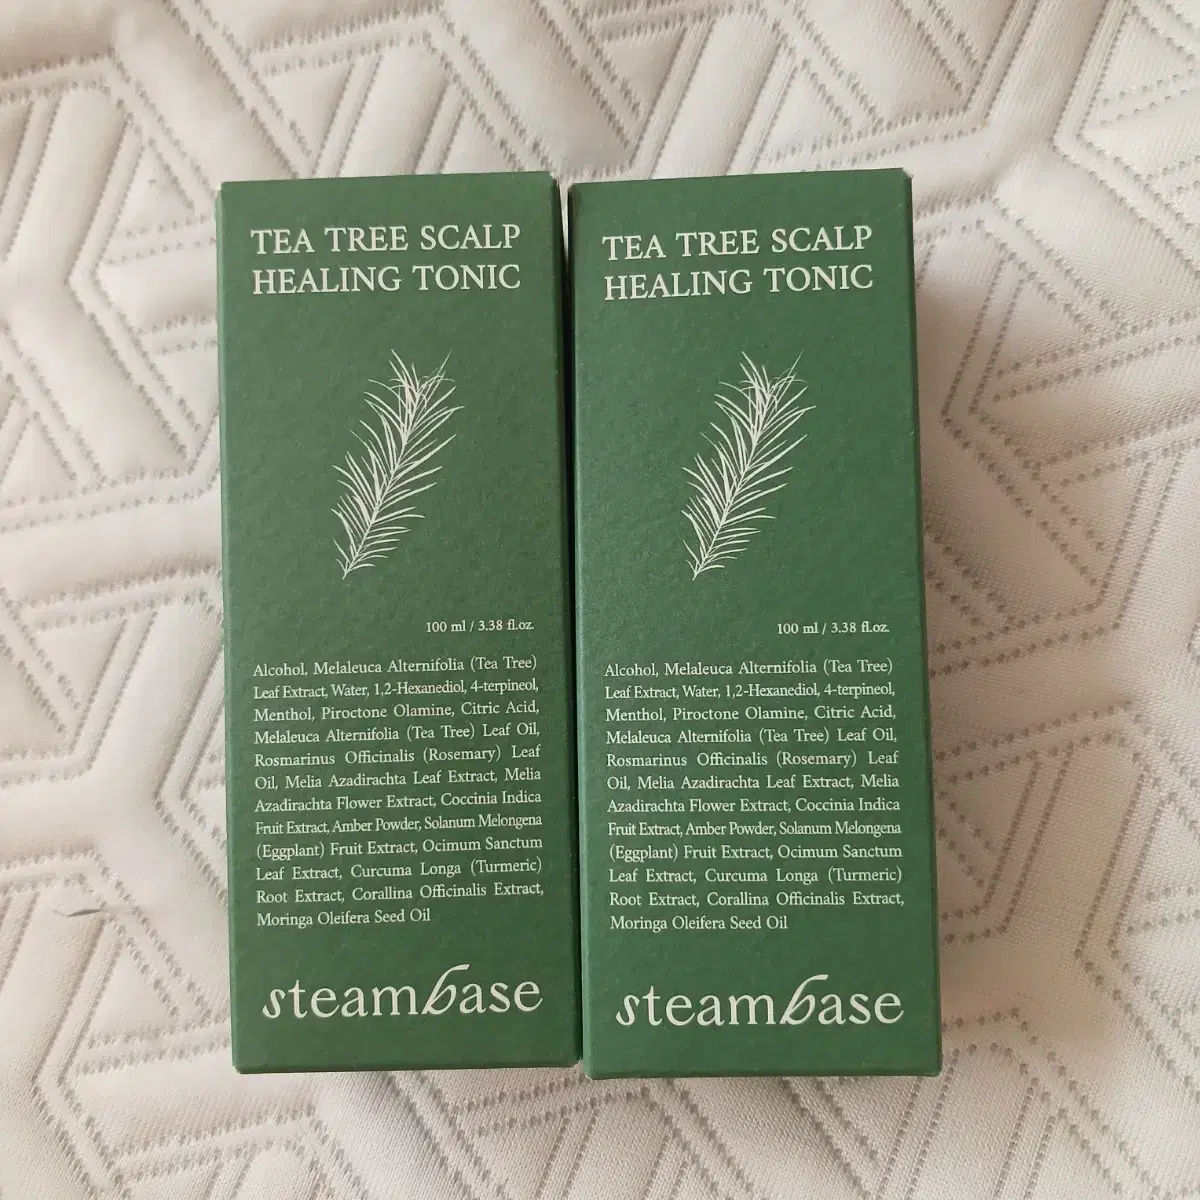 TEA TREE SCALP
HEALING TONIC
100 ml / 3.38 fl.oz.
Alcohol, Melaleuca Alternifolia (Tea Tree)
Leaf Extract, Water, 1,2-Hexanediol, 4-terpineol,
Menthol, Piroctone Olamine, Citric Acid,
Melaleuca Alternifolia (Tea Tree) Leaf Oil,
Rosmarinus Officinalis (Rosemary) Leaf
Oil, Melia Azadirachta Leaf Extract, Melia
Azadirachta Flower Extract, Coccinia Indica
Fruit Extract, Amber Powder, Solanum Melongena
(Eggplant) Fruit Extract, Ocimum Sanctum
Leaf Extract, Curcuma Longa (Turmeric)
Root Extract, Corallina Officinalis Extract,
Moringa Oleifera Seed Oil
steambase
TEA TREE SCALP
HEALING TONIC
100 ml / 3.38 fl.oz.
Alcohol, Melaleuca Alternifolia (Tea Tree)
Leaf Extract, Water, 1,2-Hexanediol, 4-terpineol,
Menthol, Piroctone Olamine, Citric Acid,
Melaleuca Alternifolia (Tea Tree) Leaf Oil,
Rosmarinus Officinalis (Rosemary) Leaf
Oil, Melia Azadirachta Leaf Extract, Melia
Azadirachta Flower Extract, Coccinia Indica
Fruit Extract, Amber Powder, Solanum Melongena
(Eggplant) Fruit Extract, Ocimum Sanctum
Leaf Extract, Curcuma Longa (Turmeric)
Root Extract, Corallina Officinalis Extract,
Moringa Oleifera Seed Oil
steambase